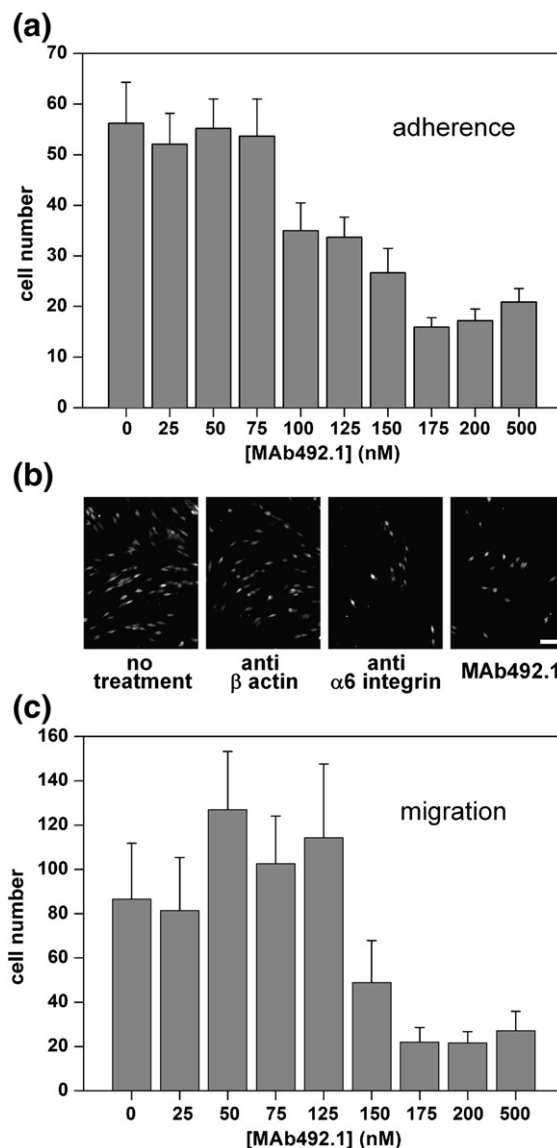 (a)
70
60
50
40
30
20
10
0
cell number
adherence
0 25 50 75 100 125 150 175 200 500
[MAb492.1] (nM)
(b)
no treatment
anti β actin
anti α6 integrin
MAb492.1
(c)
160
140
120
100
80
60
40
20
0
cell number
migration
0 25 50 75 125 150 175 200 500
[MAb492.1] (nM)